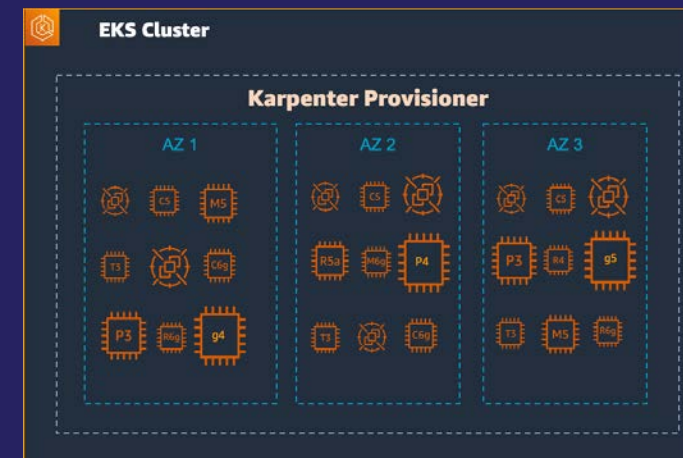 EKS Cluster
Karpenter Provisioner
AZ 1
C5
M5
T3
C6g
P3
R6g
g4
AZ 2
C5
R5a
M6g
P4
T3
C6g
AZ 3
C5
P3
R4
g5
T3
M5
R6g